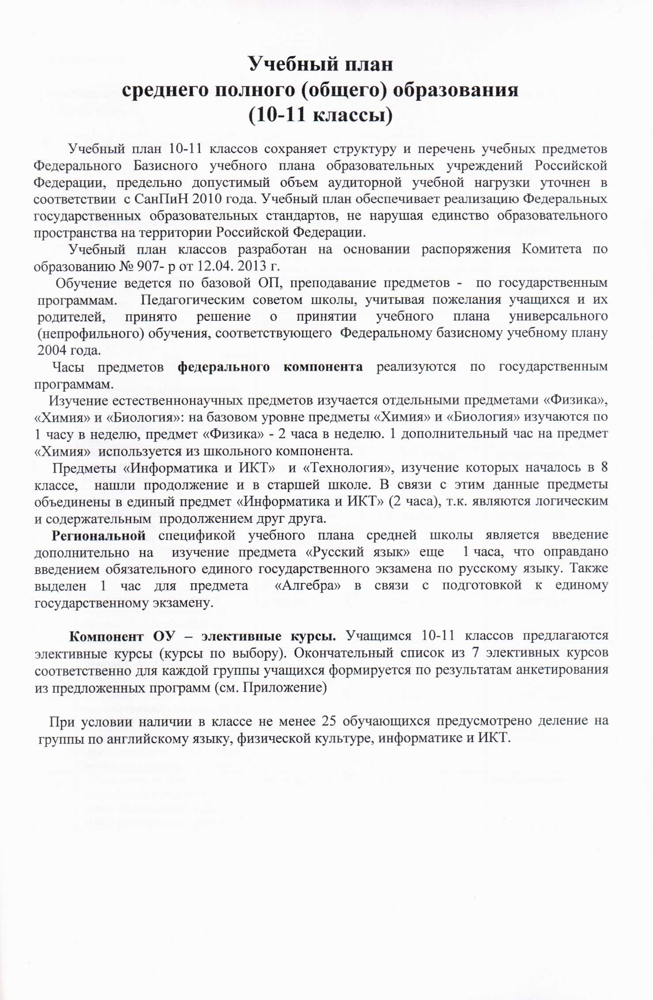 Учебный план
среднего полного (общего) образования
(10-11 классы)
Учебный план 10-11 классов сохраняет структуру и перечень учебных предметов
Федерального Базисного учебного плана образовательных учреждений Российской
Федерации, предельно допустимый объем аудиторной учебной нагрузки уточнен в
соответствии с СанПиН 2010 года. Учебный план обеспечивает реализацию Федеральных
государственных образовательных стандартов, не нарушая единство образовательного
пространства на территории Российской Федерации.
Учебный план классов разработан на основании распоряжения Комитета по
образованию № 907- р от 12.04. 2013 г.
Обучение ведется по базовой ОП, преподавание предметов - по государственным
программам. Педагогическим советом школы, учитывая пожелания учащихся и их
родителей, принято решение о принятии учебного плана универсального
(непрофильного) обучения, соответствующего Федеральному базисному учебному плану
2004 года.
Часы предметов федерального компонента реализуются по государственным
программам.
Изучение естественнонаучных предметов изучается отдельными предметами «Физика»,
«Химия» и «Биология»: на базовом уровне предметы «Химия» и «Биология» изучаются по
1 часу в неделю, предмет «Физика» - 2 часа в неделю. 1 дополнительный час на предмет
«Химия» используется из школьного компонента.
Предметы «Информатика и ИКТ» и «Технология», изучение которых началось в 8
классе, нашли продолжение и в старшей школе. В связи с этим данные предметы
объединены в единый предмет «Информатика и ИКТ» (2 часа), т.к. являются логическим
и содержательным продолжением друг друга.
Региональной спецификой учебного плана средней школы является введение
дополнительно на изучение предмета «Русский язык» еще 1 часа, что оправдано
введением обязательного единого государственного экзамена по русскому языку. Также
выделен 1 час для предмета «Алгебра» в связи с подготовкой к единому
государственному экзамену.
Компонент ОУ – элективные курсы. Учащимся 10-11 классов предлагаются
элективные курсы (курсы по выбору). Окончательный список из 7 элективных курсов
соответственно для каждой группы учащихся формируется по результатам анкетирования
из предложенных программ (см. Приложение)
При условии наличии в классе не менее 25 обучающихся предусмотрено деление на
группы по английскому языку, физической культуре, информатике и ИКТ.